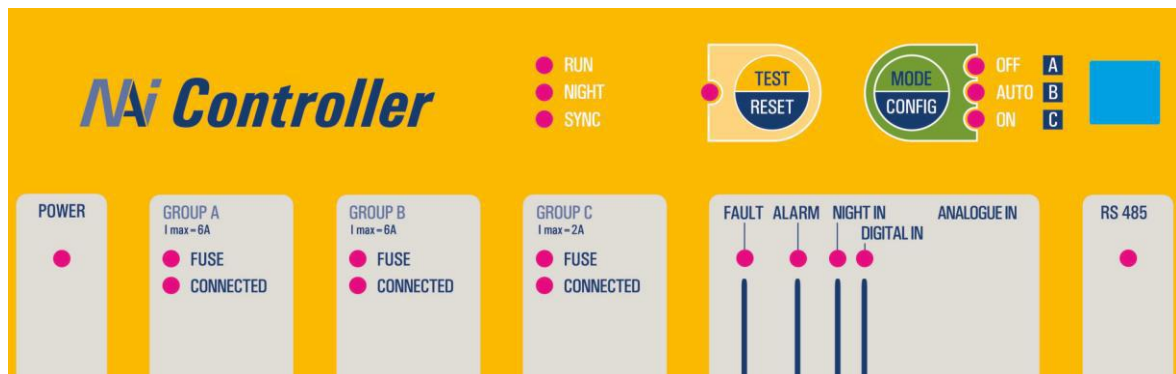 NAi Controller
RUN
NIGHT
SYNC
TEST
RESET
MODE
CONFIG
OFF A
AUTO B
ON C
POWER
GROUP A
I max=6A
FUSE
CONNECTED
GROUP B
I max=6A
FUSE
CONNECTED
GROUP C
I max=2A
FUSE
CONNECTED
FAULT ALARM NIGHT IN ANALOGUE IN
DIGITAL IN
RS 485